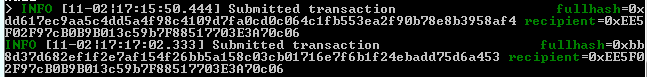 > INFO [11-02|17:15:50.444] Submitted transaction fullhash=0x
dd617ec9aa5c4dd5a4f98c4109d7fa0cd0c064c1fb553ea2f90b78e8b3958af4 recipient=0xEE5
F02F97cB0B9B013c59b7F88517703E3A70c06
INFO [11-02|17:17:02.333] Submitted transaction fullhash=0xbb
8d37d682ef1f2e7af154f26bb5a158c03cb01716e7f6b1f24ebadd75d6a453 recipient=0xEE5F0
2F97cB0B9B013c59b7F88517703E3A70c06